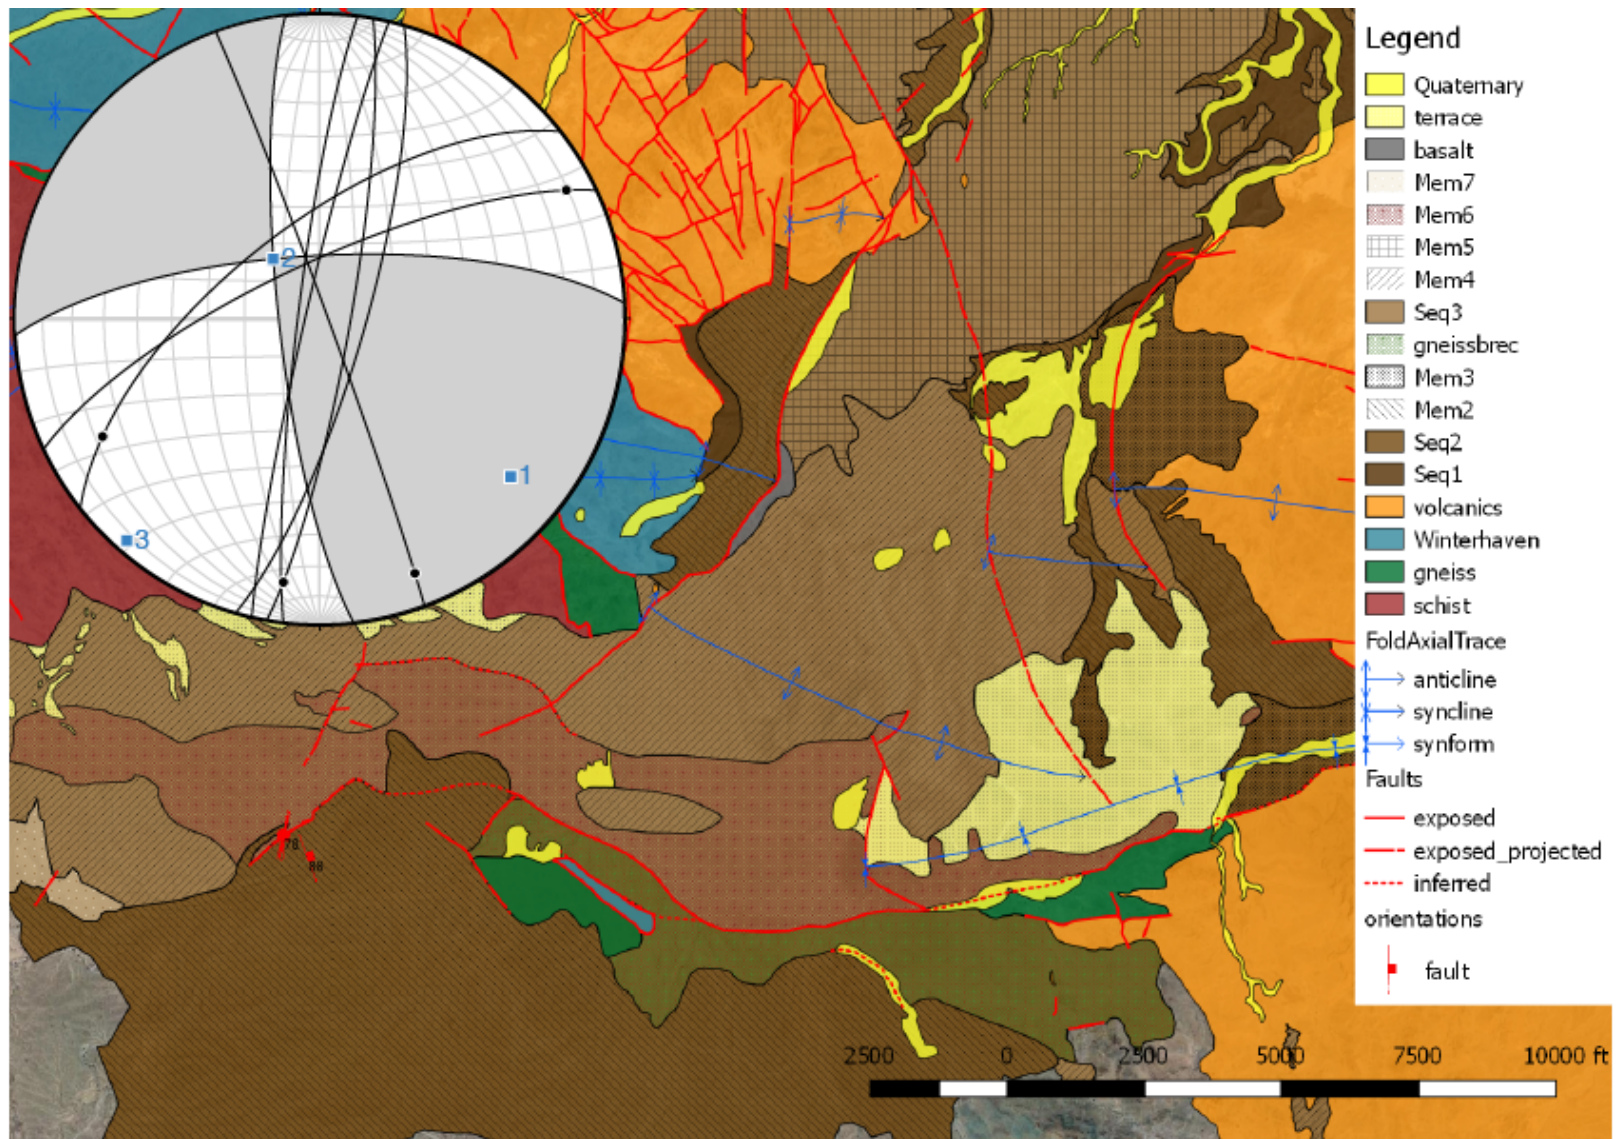 Legend
Quaternary
terrace
basalt
Mem7
Mem6
Mem5
Mem4
Seq3
gneissbrec
Mem3
Mem2
Seq2
Seq1
volcanics
Winterhaven
gneiss
schist
FoldAxialTrace
anticline
syncline
synform
Faults
exposed
exposed_projected
inferred
orientations
fault
2
1
3
78
88
2500 0 2500 5000 7500 10000 ft